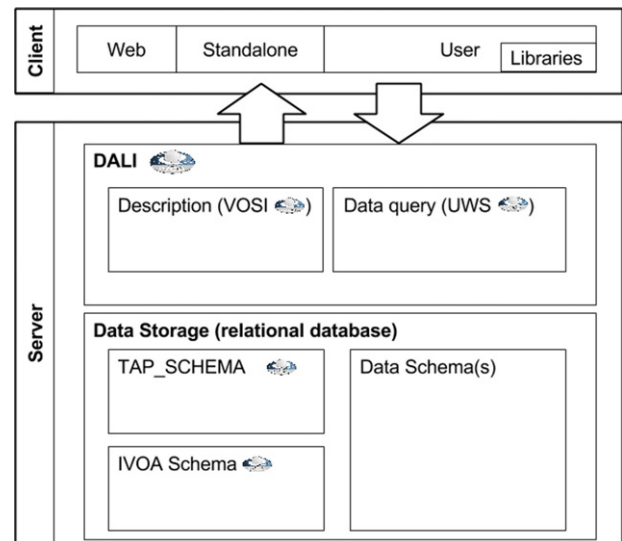 Client
Web
Standalone
User
Libraries
Server
DALI
Description (VOSI )
Data query (UWS )
Data Storage (relational database)
TAP_SCHEMA
Data Schema(s)
IVOA Schema